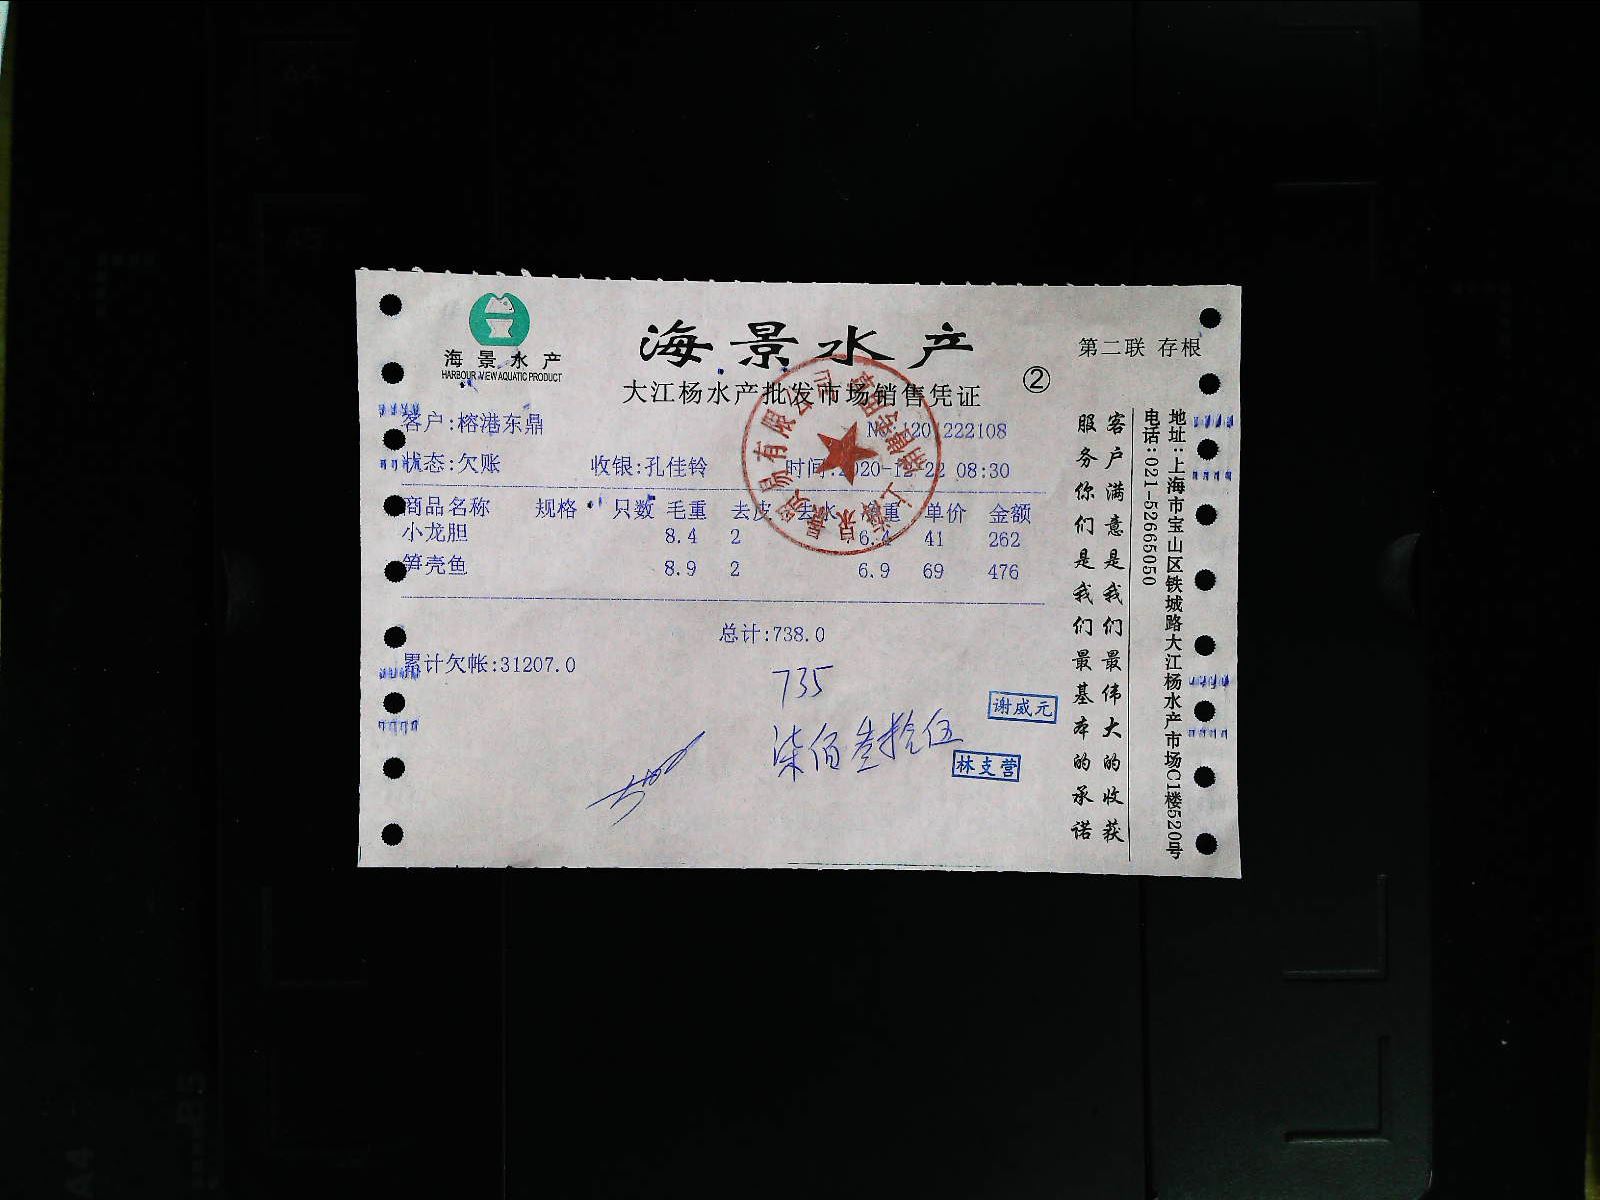 海景水产
HARBOUR VIEW AQUATIC PRODUCT
海景水产
大江杨水产批发市场销售凭证
②
第二联 存根
客户:榕港东鼎
No: 201222108
状态:欠账 收银:孔佳铃 时间:2020-12-22 08:30
商品名称 规格 只数 毛重 去皮 去水 净重 单价 金额
小龙胆 8.4 2 6.4 41 262
笋壳鱼 8.9 2 6.9 69 476
总计:738.0
累计欠帐:31207.0
735
柒佰叁拾伍
谢威元
林支营
客户满意是我们最伟大的收获
服务你们是我们最基本的承诺
地址:上海市宝山区铁城路大江杨水产市场C1楼520号
电话:021-52665050